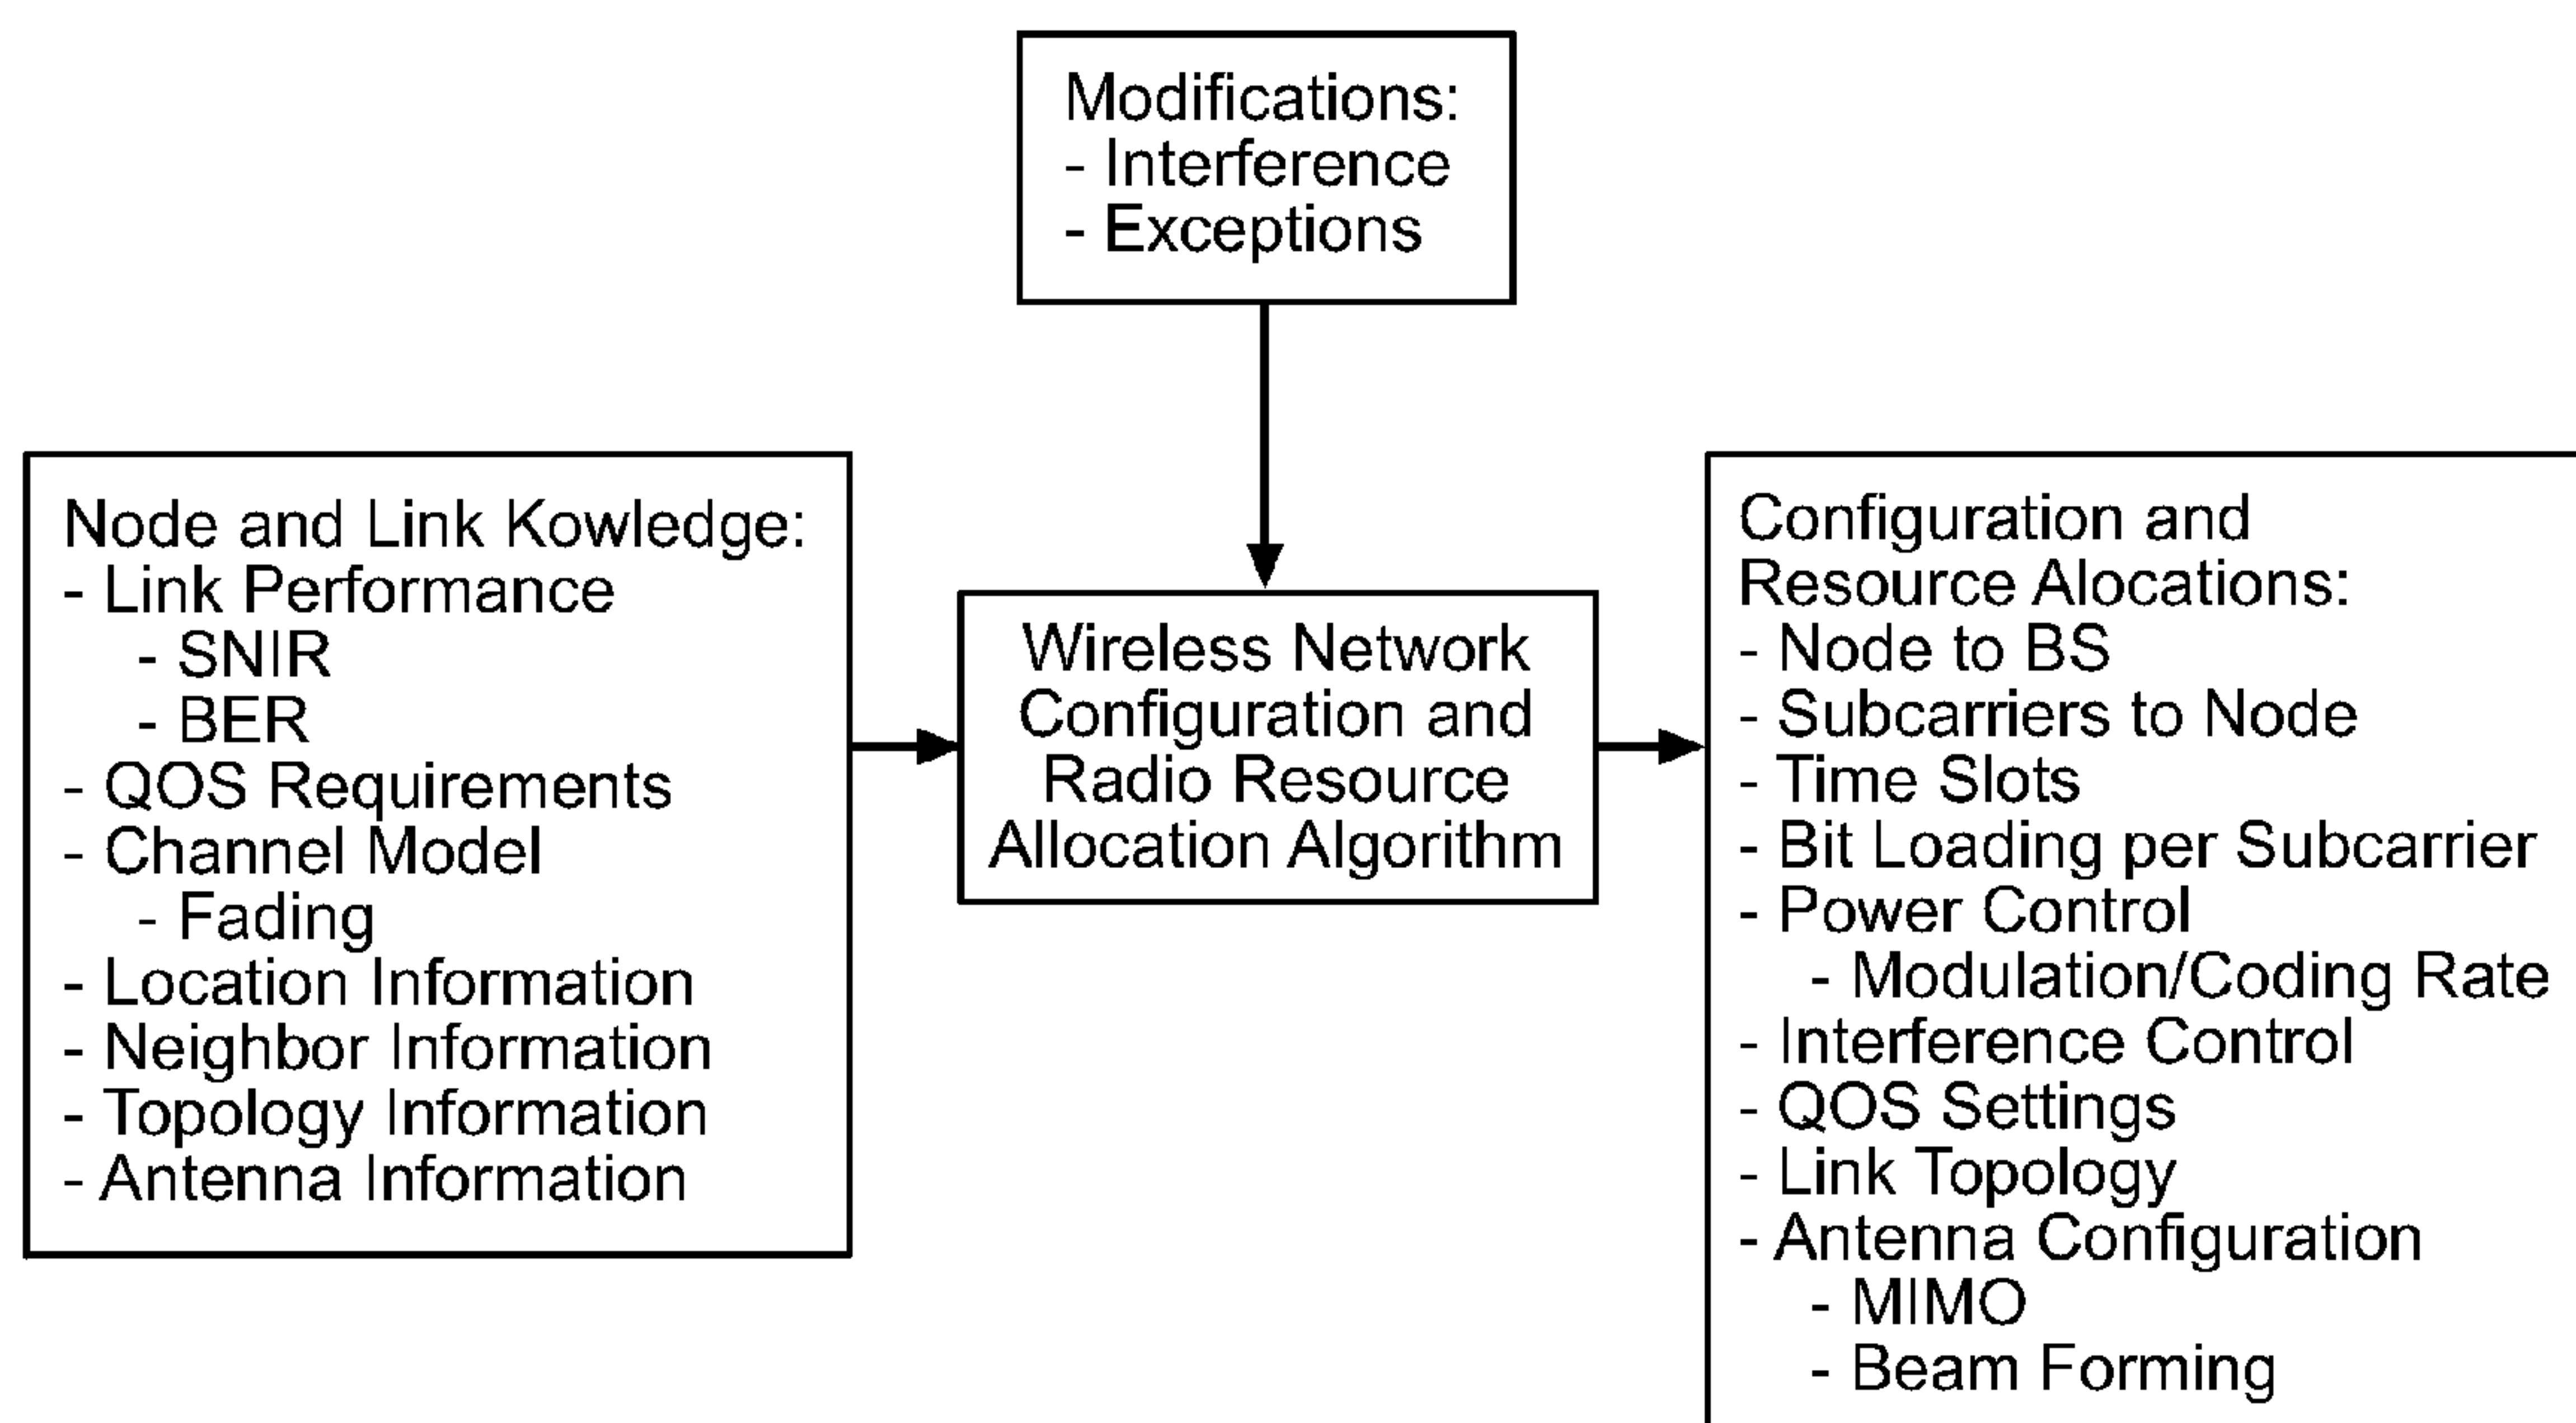 Modifications:
- Interference
- Exceptions
Node and Link Kowledge:
- Link Performance
- SNIR
- BER
- QOS Requirements
- Channel Model
- Fading
- Location Information
- Neighbor Information
- Topology Information
- Antenna Information
Wireless Network
Configuration and
Radio Resource
Allocation Algorithm
Configuration and
Resource Alocations:
- Node to BS
- Subcarriers to Node
- Time Slots
- Bit Loading per Subcarrier
- Power Control
- Modulation/Coding Rate
- Interference Control
- QOS Settings
- Link Topology
- Antenna Configuration
- MIMO
- Beam Forming